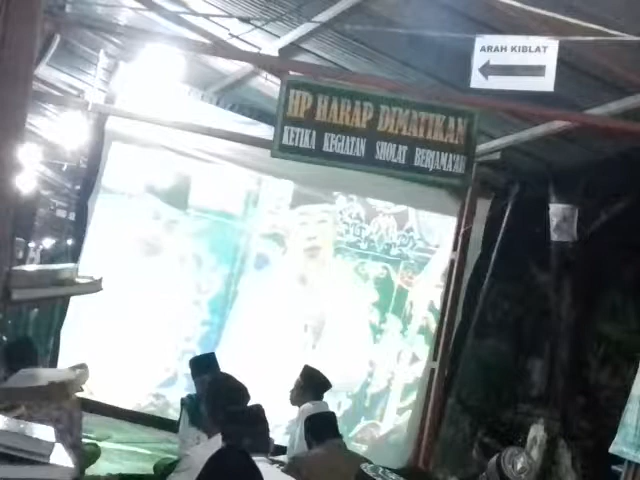 ARAH KIBLAT
HP HARAP DIMATIKAN
KETIKA KEGIATAN SHOLAT BERJAMA'AH